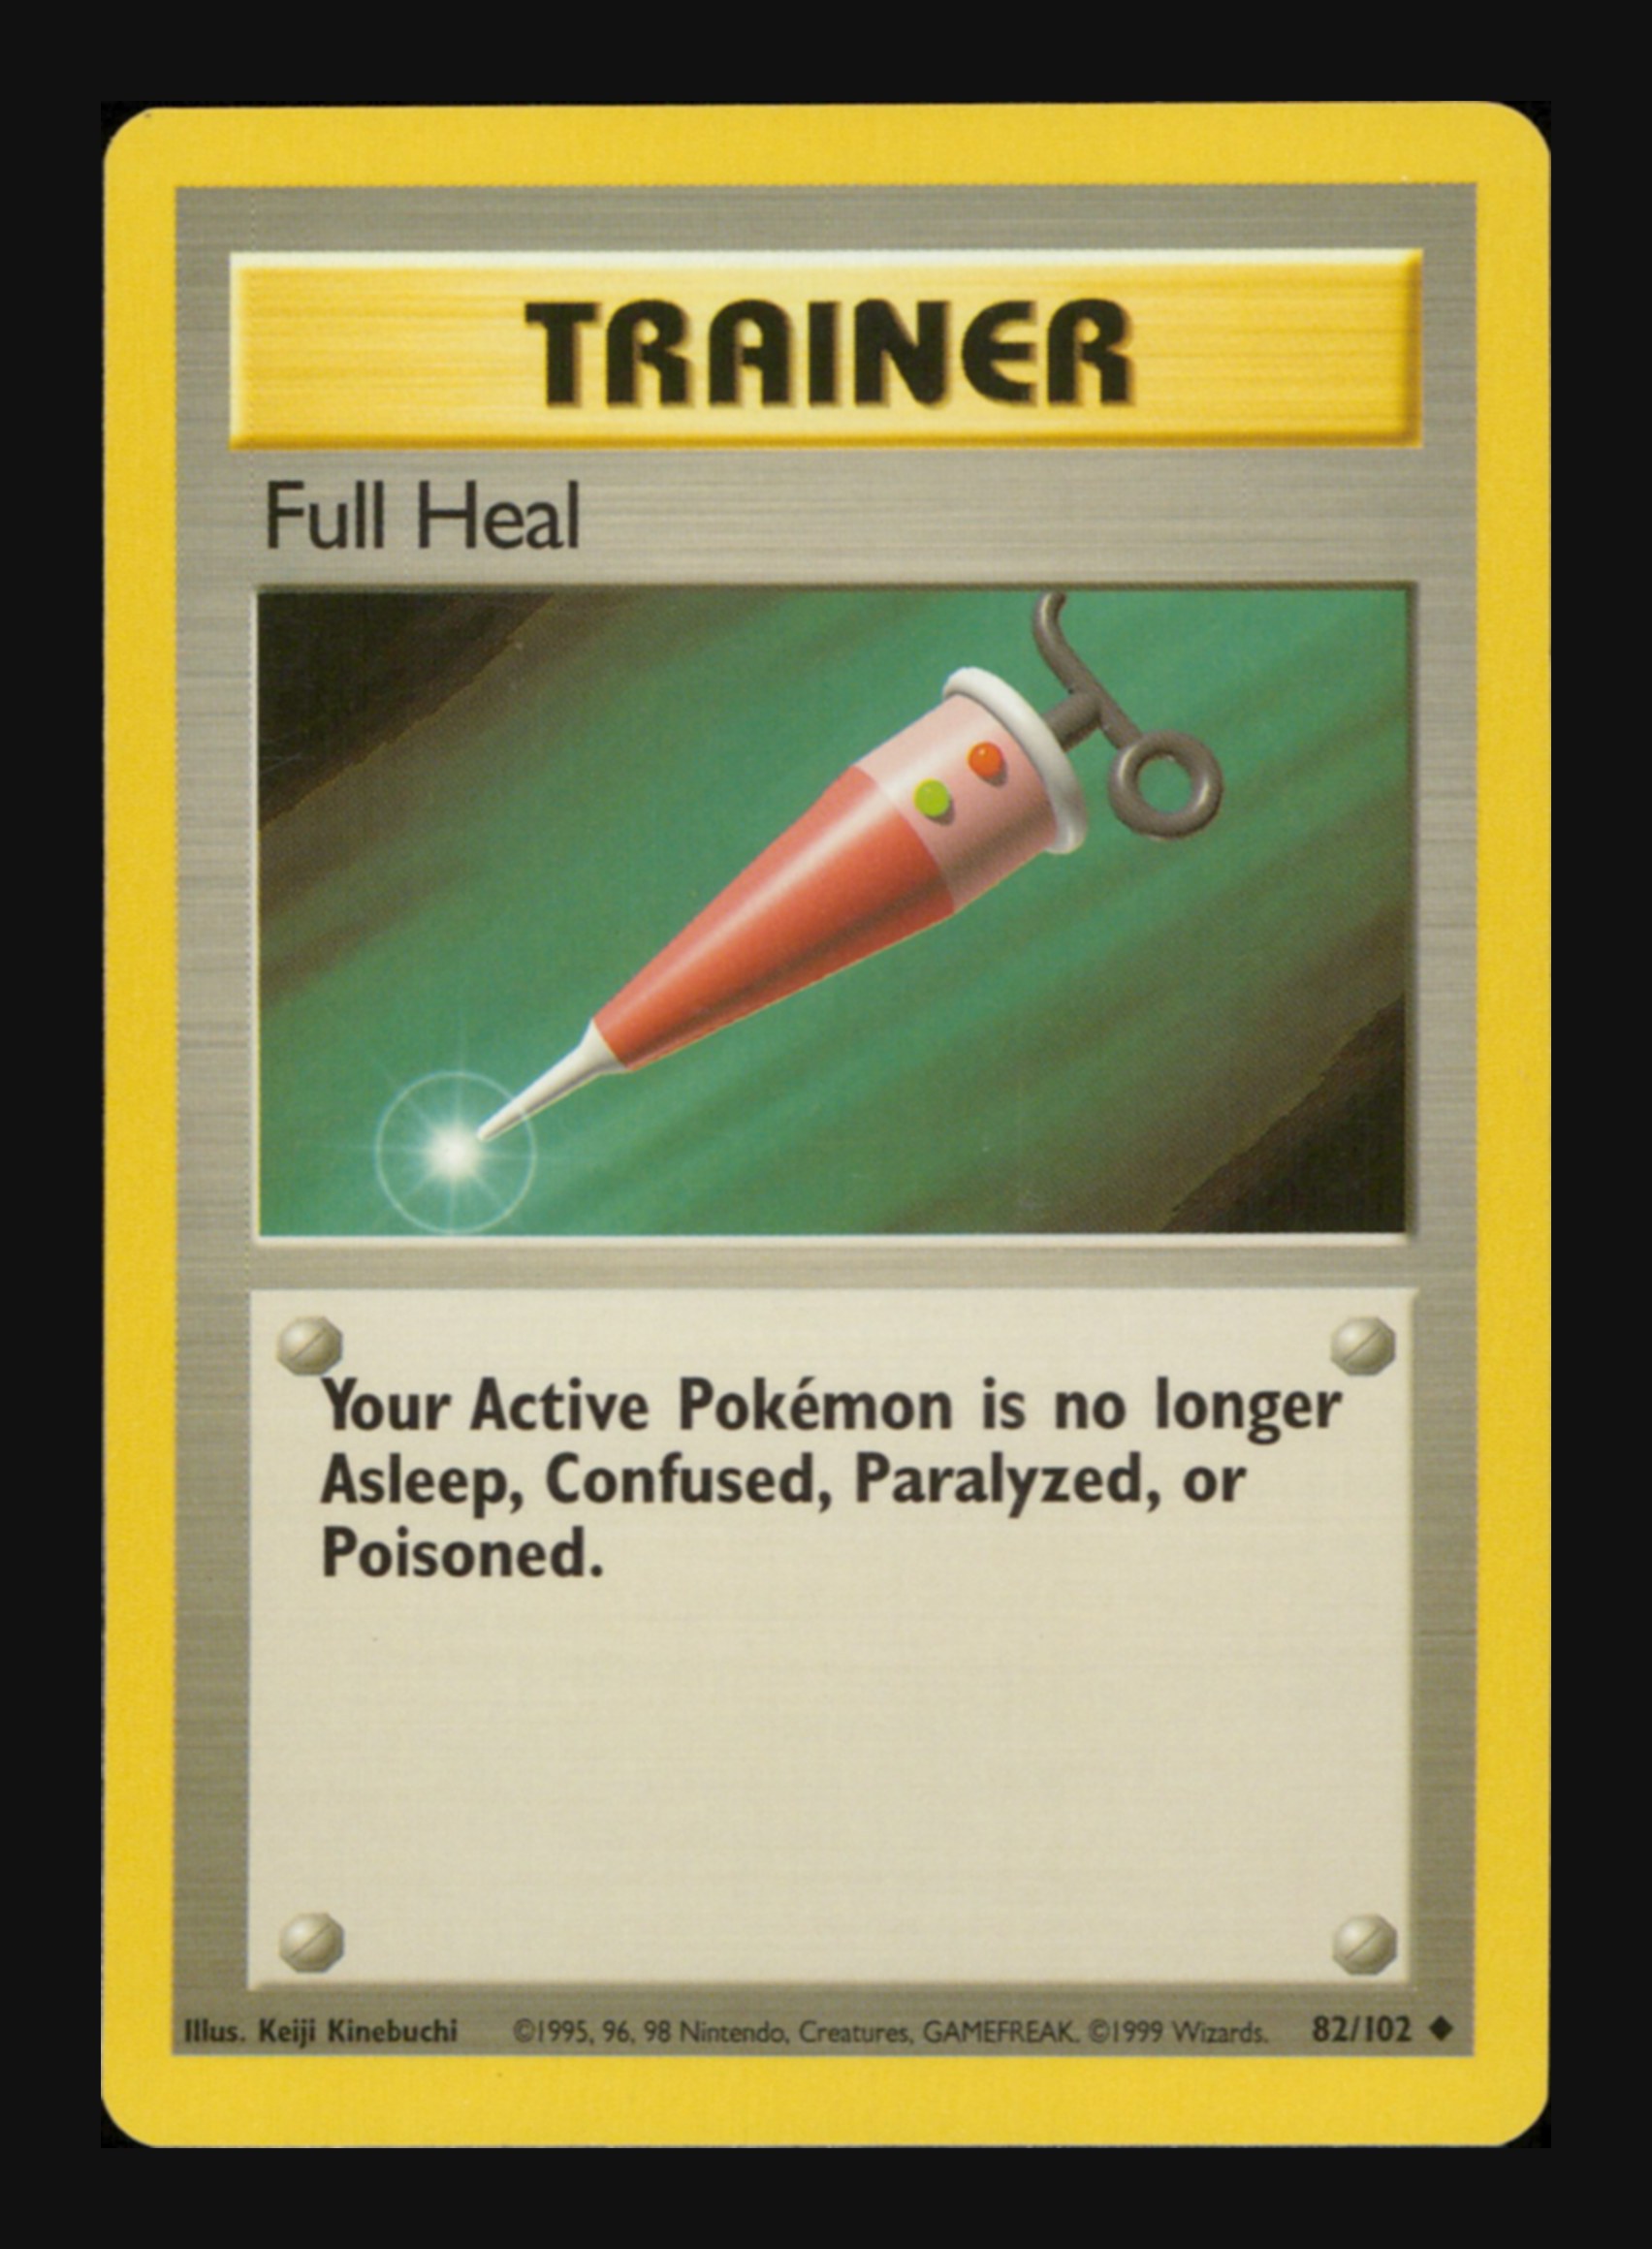 TRAINER
Full Heal
Your Active Pokémon is no longer
Asleep, Confused, Paralyzed, or
Poisoned.
Illus. Keiji Kinebuchi ©1995, 96, 98 Nintendo, Creatures, GAMEFREAK. ©1999 Wizards. 82/102 ◆